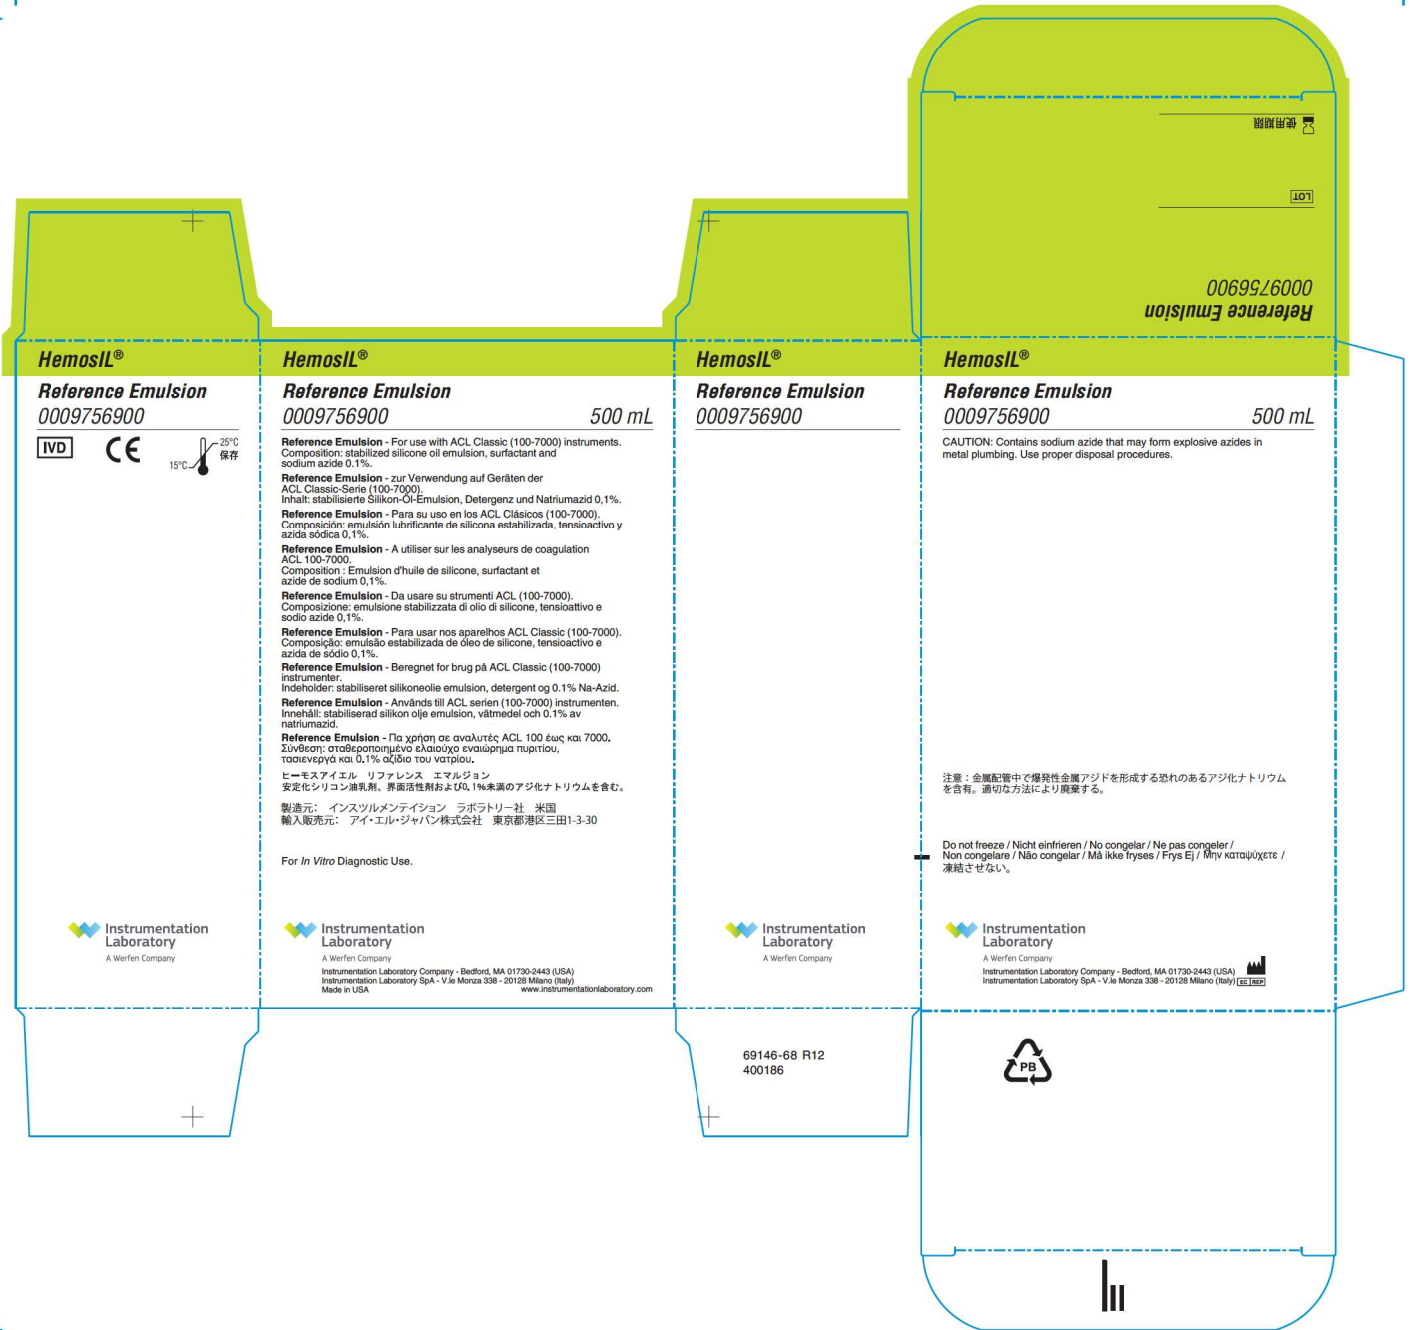 使用期限
LOT
0009756900
Reference Emulsion
HemosIL®
Reference Emulsion
0009756900
IVD
CE
25°C
保存
15°C
Instrumentation
Laboratory
A Werfen Company
HemosIL®
Reference Emulsion
0009756900 500 mL
Reference Emulsion - For use with ACL Classic (100-7000) instruments.
Composition: stabilized silicone oil emulsion, surfactant and
sodium azide 0.1%.
Reference Emulsion - zur Verwendung auf Geräten der
ACL Classic-Serie (100-7000).
Inhalt: stabilisierte Silikon-Öl-Emulsion, Detergenz und Natriumazid 0,1%.
Reference Emulsion - Para su uso en los ACL Clásicos (100-7000).
Composición: emulsión lubrificante de silicona estabilizada, tensioactivo y
azida sódica 0,1%.
Reference Emulsion - A utiliser sur les analyseurs de coagulation
ACL 100-7000.
Composition : Emulsion d'huile de silicone, surfactant et
azide de sodium 0,1%.
Reference Emulsion - Da usare su strumenti ACL (100-7000).
Composizione: emulsione stabilizzata di olio di silicone, tensioattivo e
sodio azide 0,1%.
Reference Emulsion - Para usar nos aparelhos ACL Classic (100-7000).
Composição: emulsão estabilizada de óleo de silicone, tensioactivo e
azida de sódio 0,1%.
Reference Emulsion - Beregnet for brug på ACL Classic (100-7000)
instrumenter.
Indeholder: stabiliseret silikoneolie emulsion, detergent og 0.1% Na-Azid.
Reference Emulsion - Används till ACL serien (100-7000) instrumenten.
Innehåll: stabiliserad silikon olje emulsion, vätmedel och 0.1% av
natriumazid.
Reference Emulsion - Πα χρήση σε αναλυτές ACL 100 έως και 7000.
Σύνθεση: σταθεροποιημένο ελαιούχο εναιώρημα πυριτίου,
τασιενεργά και 0.1% αζίδιο του νατρίου.
ヒーモスアイエル リファレンス エマルジョン
安定化シリコン油乳剤、界面活性剤および0.1%未満のアジ化ナトリウムを含む。
製造元: インスツルメンテイション ラボラトリー社 米国
輸入販売元: アイ・エル・ジャパン株式会社 東京都港区三田1-3-30
For In Vitro Diagnostic Use.
Instrumentation
Laboratory
A Werfen Company
Instrumentation Laboratory Company - Bedford, MA 01730-2443 (USA)
Instrumentation Laboratory SpA - V.le Monza 338 - 20128 Milano (Italy)
Made in USA www.instrumentationlaboratory.com
HemosIL®
Reference Emulsion
0009756900
Instrumentation
Laboratory
A Werfen Company
69146-68 R12
400186
HemosIL®
Reference Emulsion
0009756900 500 mL
CAUTION: Contains sodium azide that may form explosive azides in
metal plumbing. Use proper disposal procedures.
注意：金属配管中で爆発性金属アジドを形成する恐れのあるアジ化ナトリウム
を含有。適切な方法により廃棄する。
Do not freeze / Nicht einfrieren / No congelar / Ne pas congeler /
Non congelare / Não congelar / Må ikke fryses / Frys Ej / Μην καταψύχετε /
凍結させない。
Instrumentation
Laboratory
A Werfen Company
Instrumentation Laboratory Company - Bedford, MA 01730-2443 (USA)
Instrumentation Laboratory SpA - V.le Monza 338 - 20128 Milano (Italy) EC REP
PB